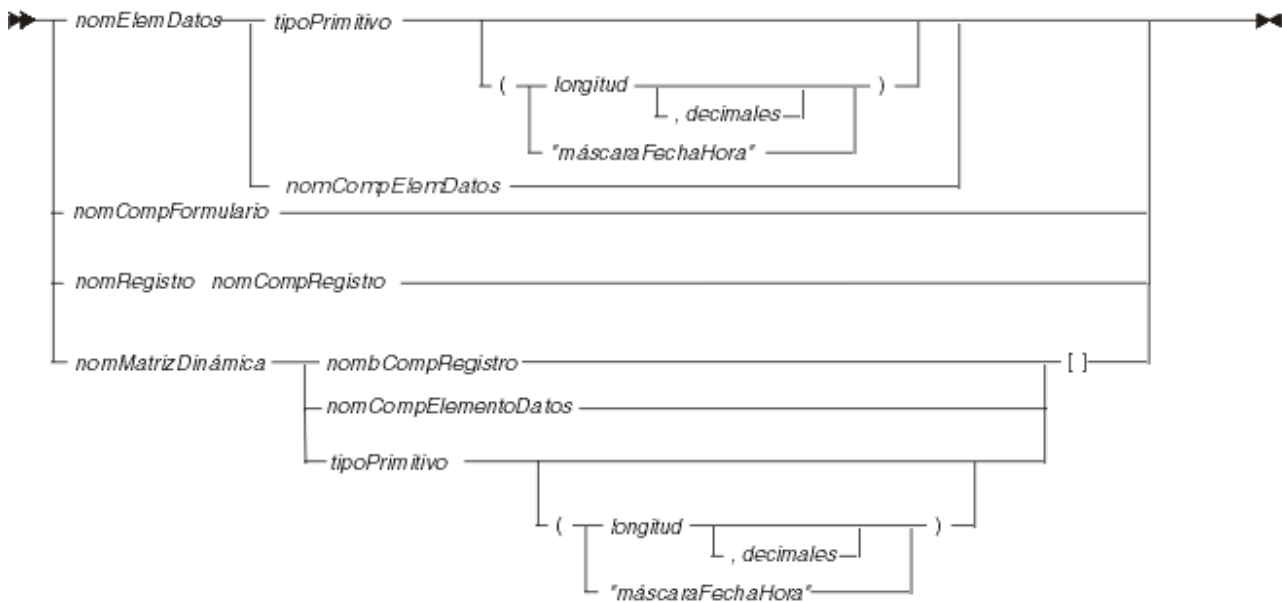 nomElemDatos tipoPrimitivo
( longitud )
, decimales
"máscaraFechaHora"
nomCompElemDatos
nomCompFormulario
nomRegistro nomCompRegistro
nomMatrizDinámica nombCompRegistro [ ]
nomCompElementoDatos
tipoPrimitivo
( longitud )
, decimales
"máscaraFechaHora"